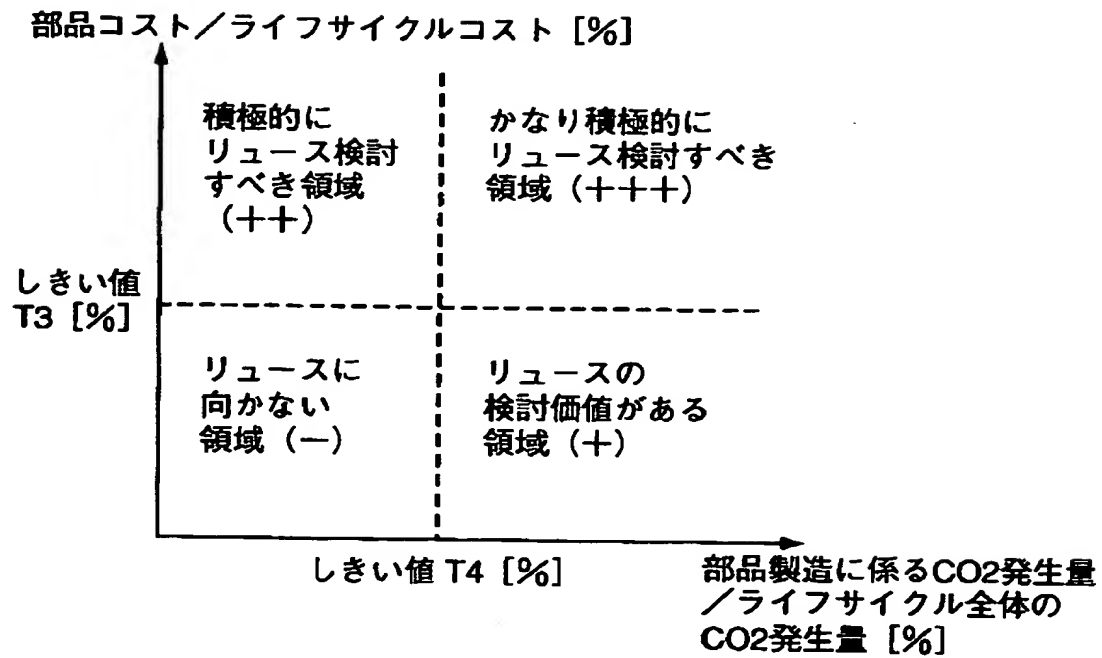 部品コスト／ライフサイクルコスト［%］
積極的に
リュース検討
すべき領域
（++）
かなり積極的に
リュース検討すべき
領域（+++）
しきい値
T3［%］
リュースに
向かない
領域（−）
リュースの
検討価値がある
領域（+）
しきい値 T4［%］
部品製造に係るCO2発生量
／ライフサイクル全体の
CO2発生量［%］